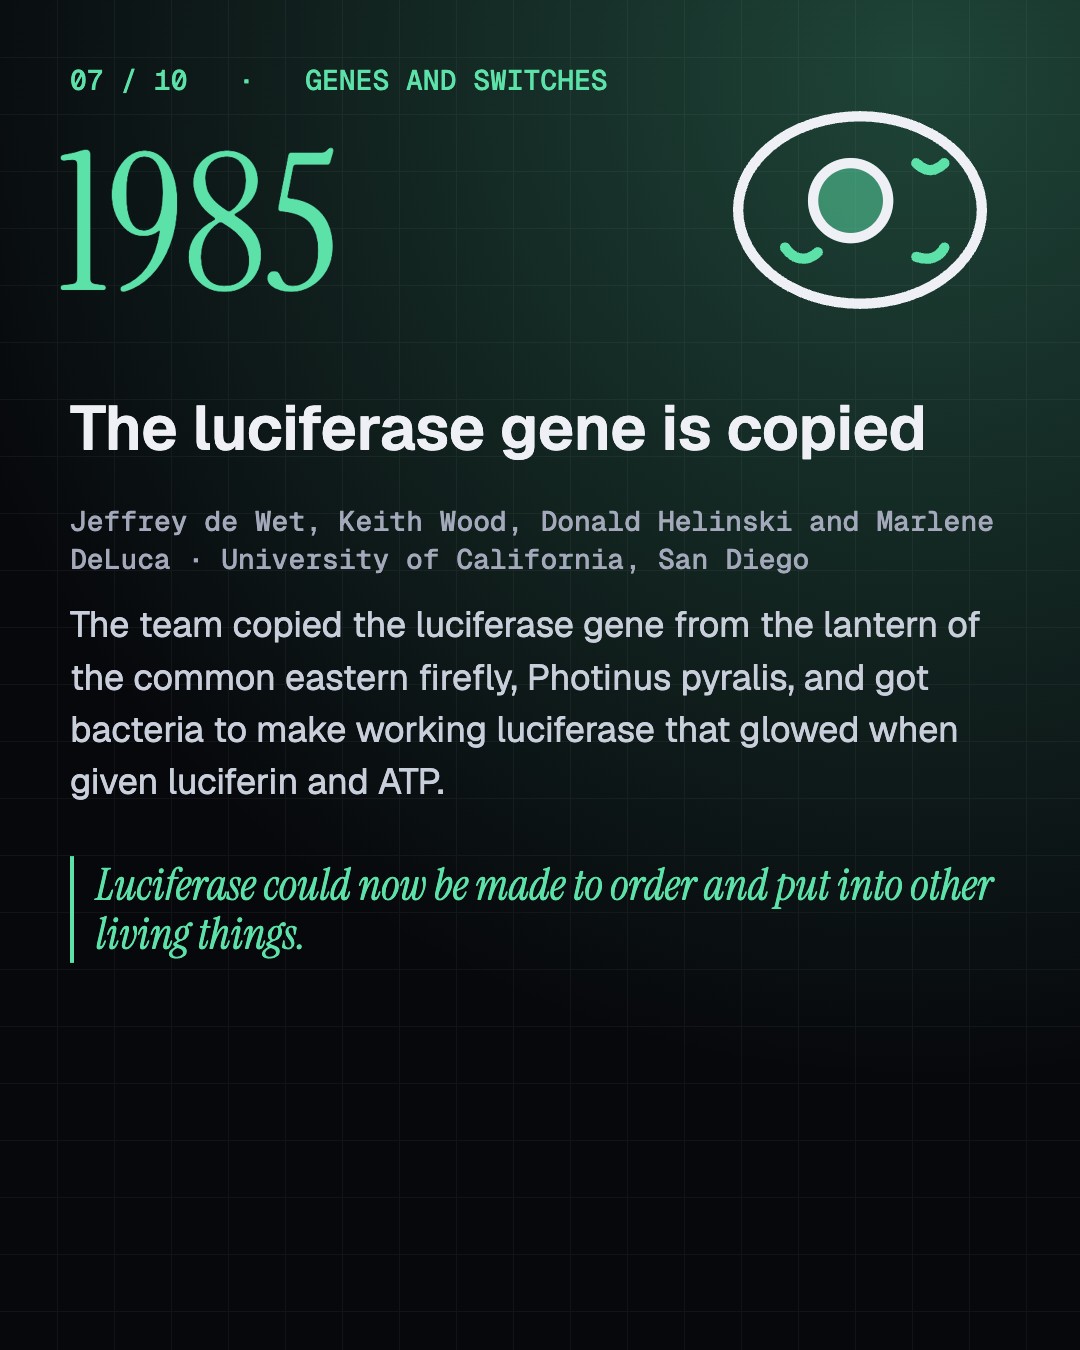 07 / 10 · GENES AND SWITCHES
1985
The luciferase gene is copied
Jeffrey de Wet, Keith Wood, Donald Helinski and Marlene
DeLuca · University of California, San Diego
The team copied the luciferase gene from the lantern of
the common eastern firefly, Photinus pyralis, and got
bacteria to make working luciferase that glowed when
given luciferin and ATP.
Luciferase could now be made to order and put into other
living things.